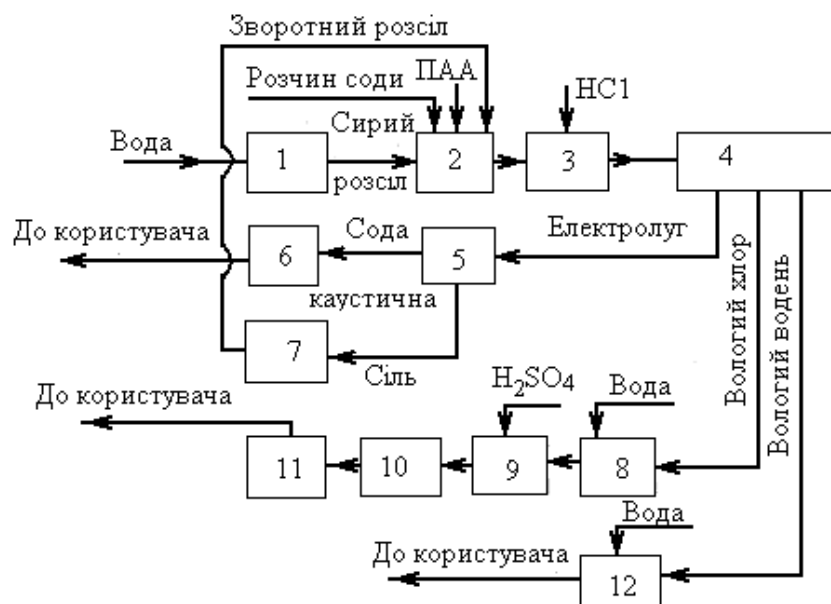 Зворотний розсіл
Розчин соди
ПАА
HCl
Вода
Сирий
розсіл
1
2
3
4
До користувача
6
Сода
каустична
5
Електролуг
7
Сіль
Вологий хлор
Вологий водень
До користувача
H₂SO₄
Вода
11
10
9
8
Вода
До користувача
12